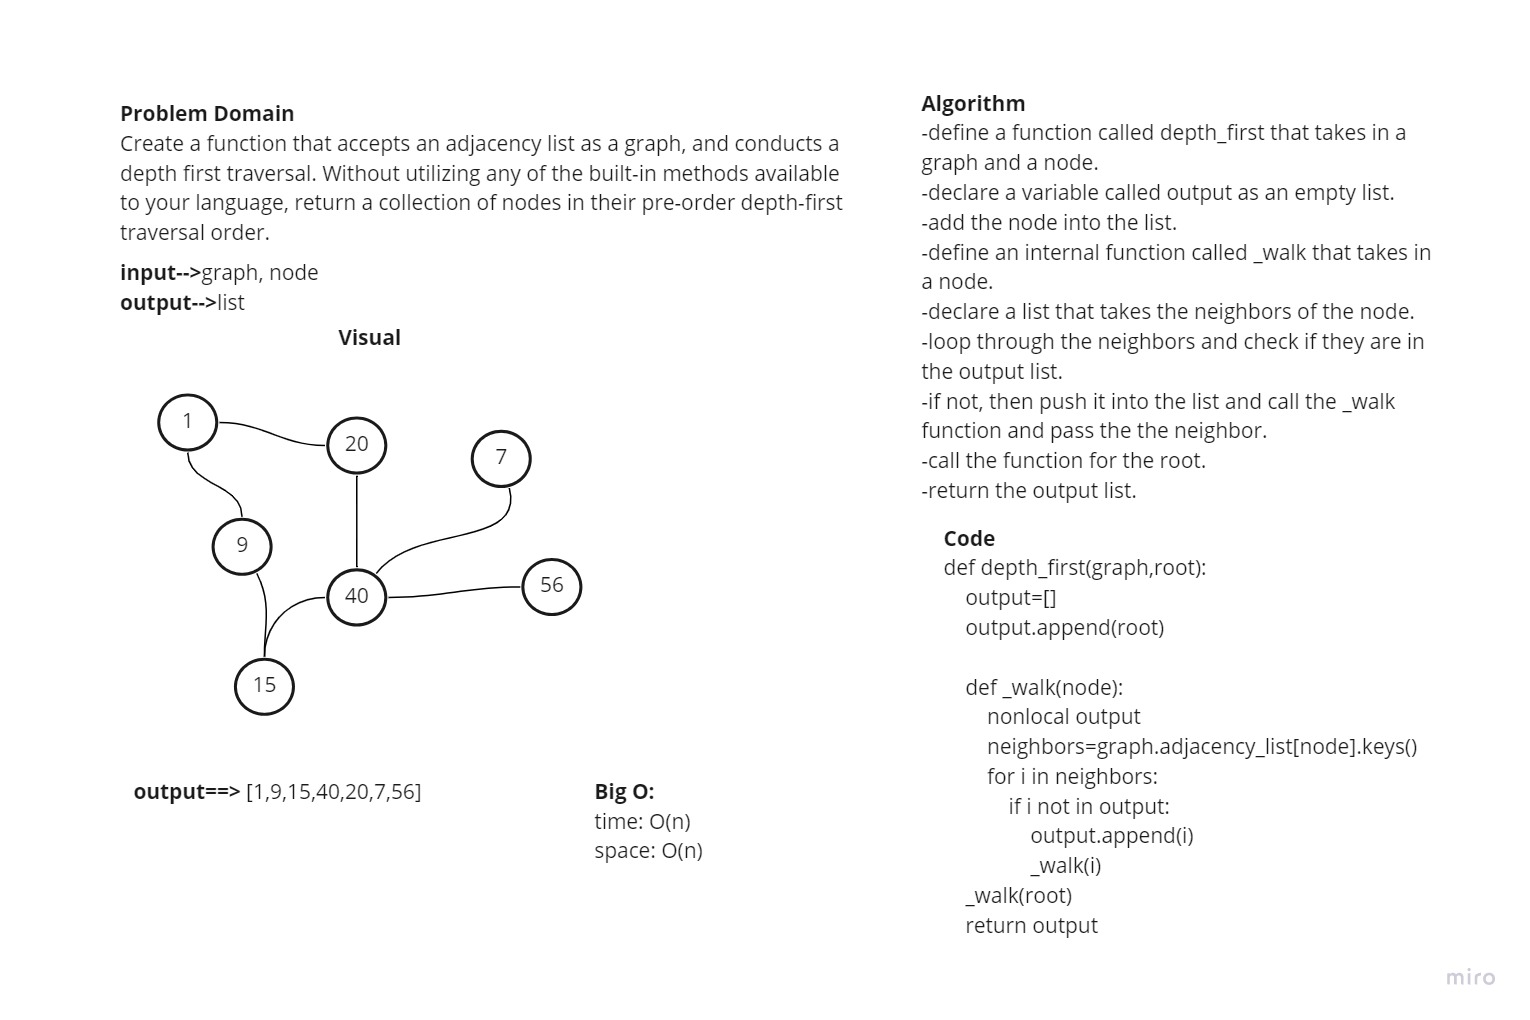 Problem Domain
Create a function that accepts an adjacency list as a graph, and conducts a
depth first traversal. Without utilizing any of the built-in methods available
to your language, return a collection of nodes in their pre-order depth-first
traversal order.
input-->graph, node
output-->list
Visual
1
20
7
9
40
56
15
output==> [1,9,15,40,20,7,56]
Big O:
time: O(n)
space: O(n)
Algorithm
-define a function called depth_first that takes in a
graph and a node.
-declare a variable called output as an empty list.
-add the node into the list.
-define an internal function called _walk that takes in
a node.
-declare a list that takes the neighbors of the node.
-loop through the neighbors and check if they are in
the output list.
-if not, then push it into the list and call the _walk
function and pass the the neighbor.
-call the function for the root.
-return the output list.
Code
def depth_first(graph,root):
output=[]
output.append(root)
def _walk(node):
nonlocal output
neighbors=graph.adjacency_list[node].keys()
for i in neighbors:
if i not in output:
output.append(i)
_walk(i)
_walk(root)
return output
miro